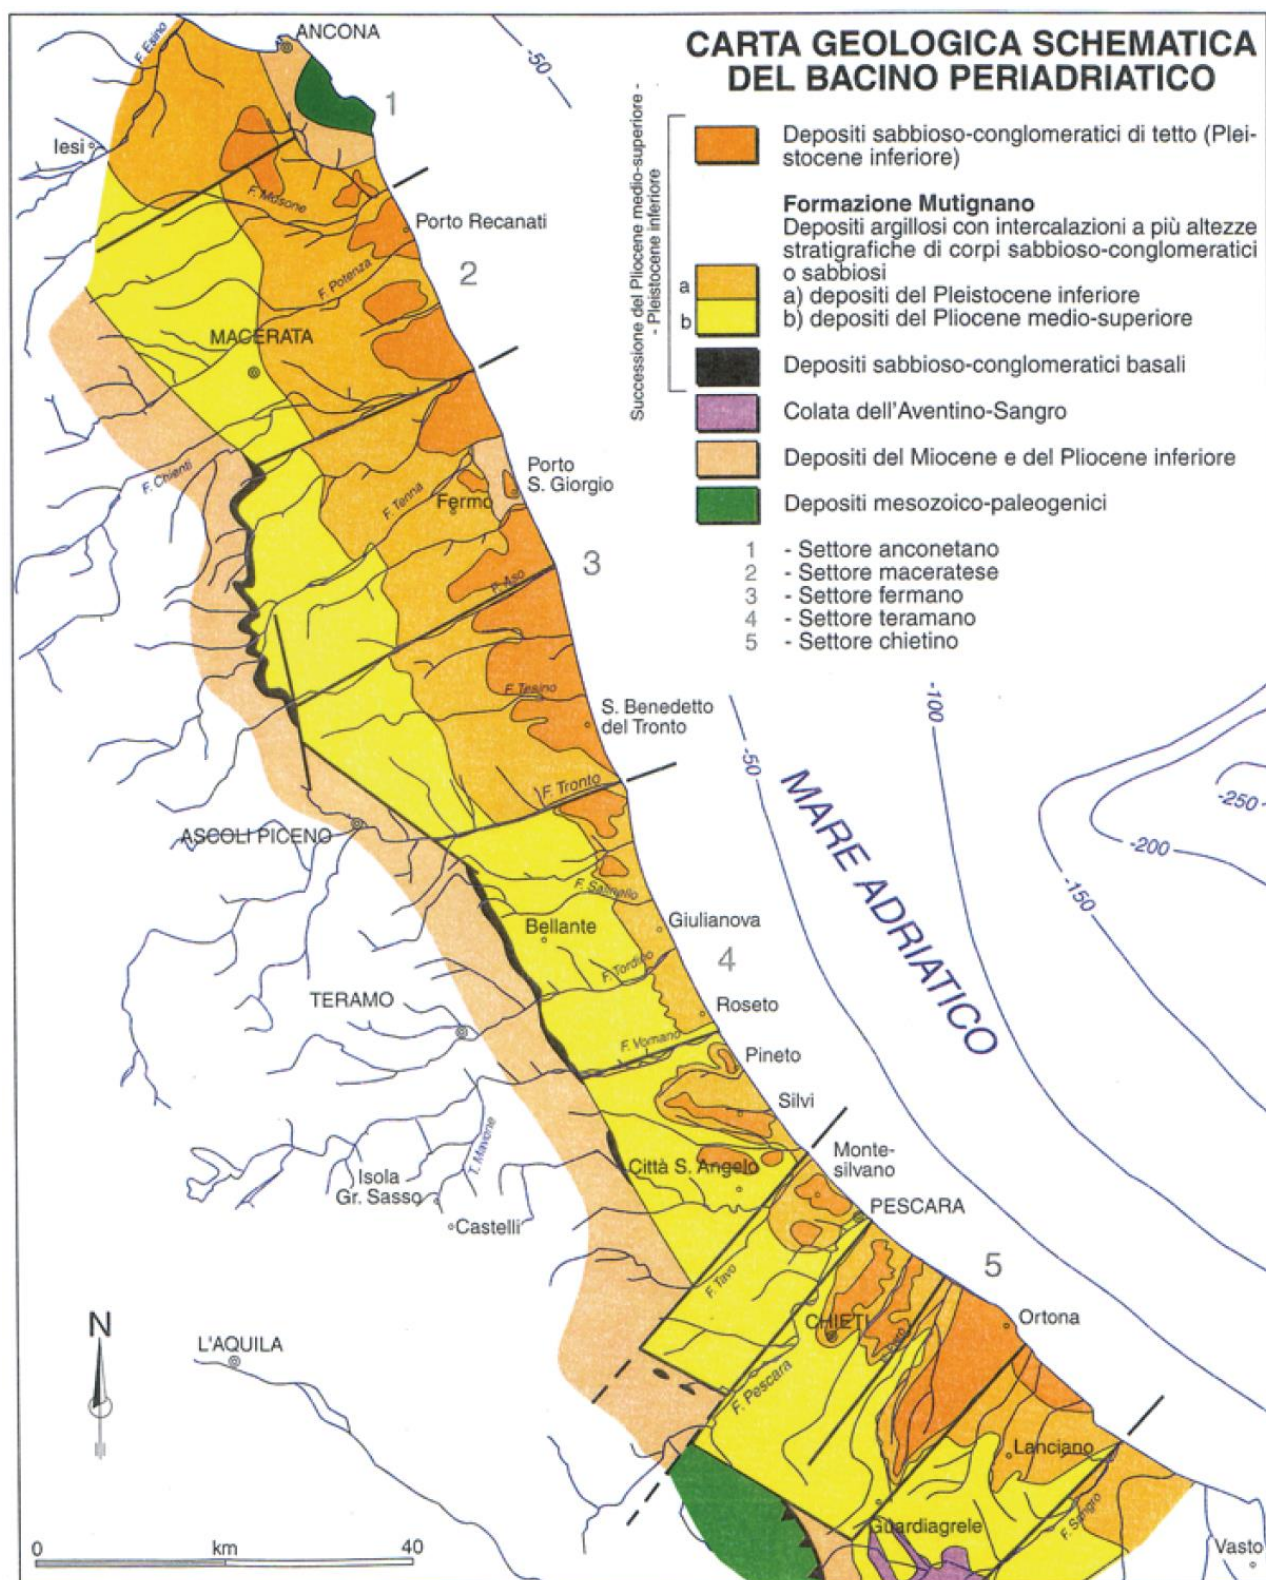 CARTA GEOLOGICA SCHEMATICA
DEL BACINO PERIADRIATICO
Successione del Pliocene medio-superiore -
- Pleistocene inferiore
Depositi sabbioso-conglomeratici di tetto (Plei-
stocene inferiore)
Formazione Mutignano
Depositi argillosi con intercalazioni a più altezze
stratigrafiche di corpi sabbioso-conglomeratici
o sabbiosi
a
a) depositi del Pleistocene inferiore
b
b) depositi del Pliocene medio-superiore
Depositi sabbioso-conglomeratici basali
Colata dell'Aventino-Sangro
Depositi del Miocene e del Pliocene inferiore
Depositi mesozoico-paleogenici
1 - Settore anconetano
2 - Settore maceratese
3 - Settore fermano
4 - Settore teramano
5 - Settore chietino
F. Esino
ANCONA
-50
1
Iesi
F. Musone
Porto Recanati
2
F. Potenza
MACERATA
F. Chienti
Porto
S. Giorgio
Fermo
F. Tenna
3
F. Aso
F. Tesino
S. Benedetto
del Tronto
F. Tronto
ASCOLI PICENO
-50
-100
-150
-200
-250
MARE ADRIATICO
F. Salinello
Giulianova
Bellante
F. Tordino
4
TERAMO
Roseto
F. Vomano
Pineto
Silvi
T. Mavone
Isola
Gr. Sasso
Castelli
Città S. Angelo
Monte-
silvano
PESCARA
5
F. Tavo
CHIETI
Ortona
F. Pescara
N
L'AQUILA
Lanciano
F. Sangro
Guardiagrele
Vasto
0
km
40